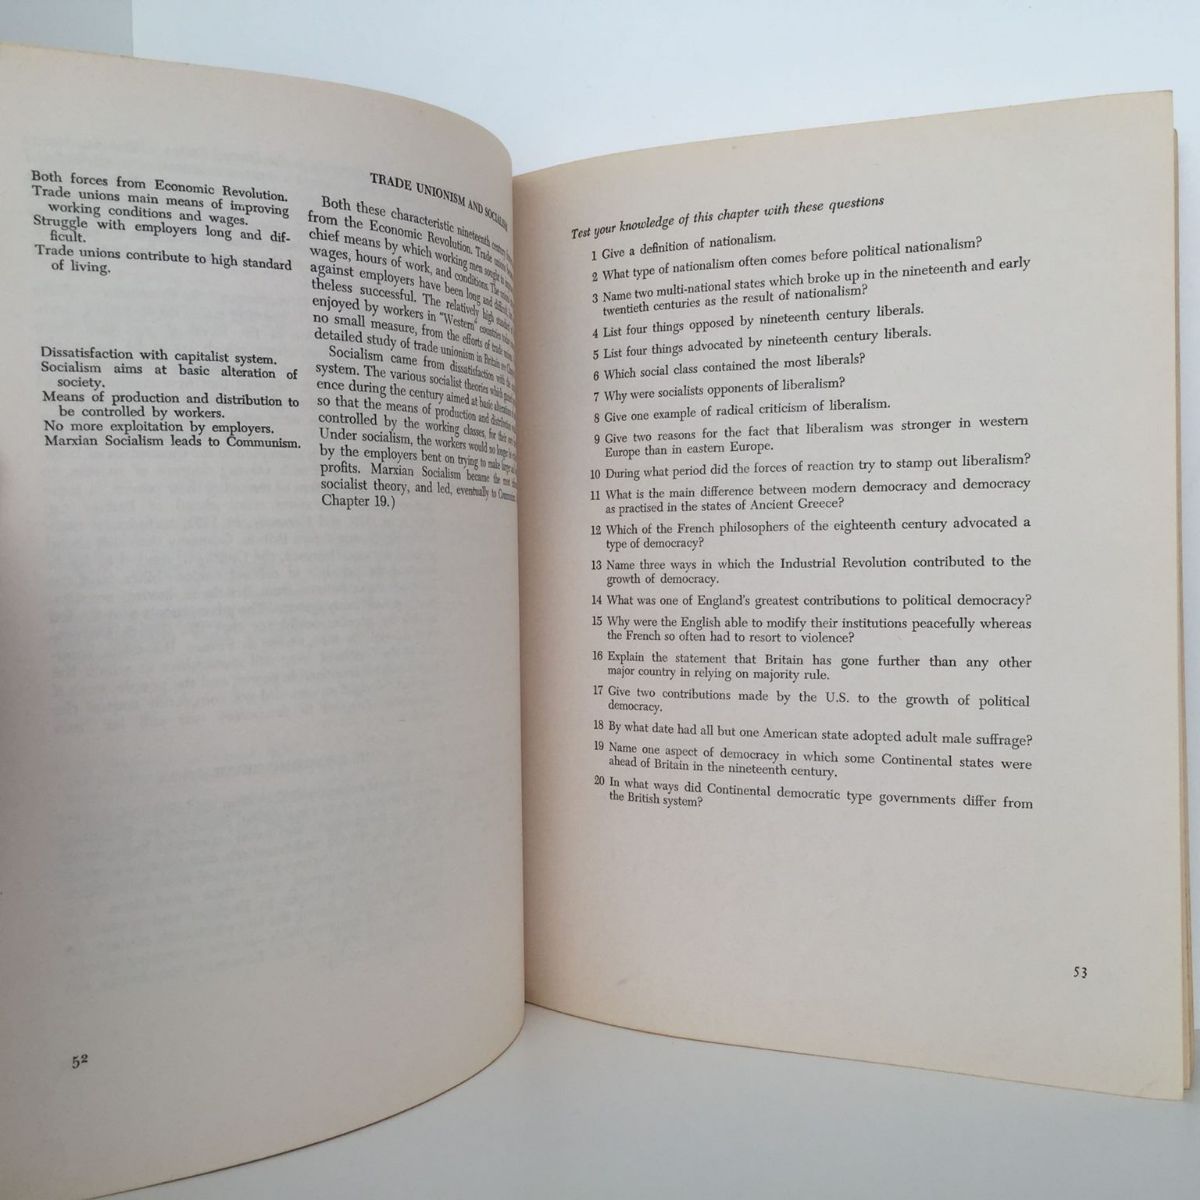 Both forces from Economic Revolution.
Trade unions main means of improving
working conditions and wages.
Struggle with employers long and dif-
ficult.
Trade unions contribute to high standard
of living.
Dissatisfaction with capitalist system.
Socialism aims at basic alteration of
society.
Means of production and distribution to
be controlled by workers.
No more exploitation by employers.
Marxian Socialism leads to Communism.
52
TRADE UNIONISM AND SOCIALISM
Both these characteristic nineteenth century
from the Economic Revolution. Trade unions
chief means by which working men sought to
wages, hours of work, and conditions. The
against employers have been long and difficult,
theless successful. The relatively high standard
enjoyed by workers in "Western" countries
no small measure, from the efforts of trade
detailed study of trade unionism in Britain
Socialism came from dissatisfaction with the
system. The various socialist theories which
ence during the century aimed at basic alteration
so that the means of production and distribution
controlled by the working classes, for their own
Under socialism, the workers would no longer
by the employers bent on trying to make large
profits. Marxian Socialism became the most
socialist theory, and led, eventually to
Chapter 19.)
Test your knowledge of this chapter with these questions
1 Give a definition of nationalism.
2 What type of nationalism often comes before political nationalism?
3 Name two multi-national states which broke up in the nineteenth and early
twentieth centuries as the result of nationalism?
4 List four things opposed by nineteenth century liberals.
5 List four things advocated by nineteenth century liberals.
6 Which social class contained the most liberals?
7 Why were socialists opponents of liberalism?
8 Give one example of radical criticism of liberalism.
9 Give two reasons for the fact that liberalism was stronger in western
Europe than in eastern Europe.
10 During what period did the forces of reaction try to stamp out liberalism?
11 What is the main difference between modern democracy and democracy
as practised in the states of Ancient Greece?
12 Which of the French philosophers of the eighteenth century advocated a
type of democracy?
13 Name three ways in which the Industrial Revolution contributed to the
growth of democracy.
14 What was one of England's greatest contributions to political democracy?
15 Why were the English able to modify their institutions peacefully whereas
the French so often had to resort to violence?
16 Explain the statement that Britain has gone further than any other
major country in relying on majority rule.
17 Give two contributions made by the U.S. to the growth of political
democracy.
18 By what date had all but one American state adopted adult male suffrage?
19 Name one aspect of democracy in which some Continental states were
ahead of Britain in the nineteenth century.
20 In what ways did Continental democratic type governments differ from
the British system?
53